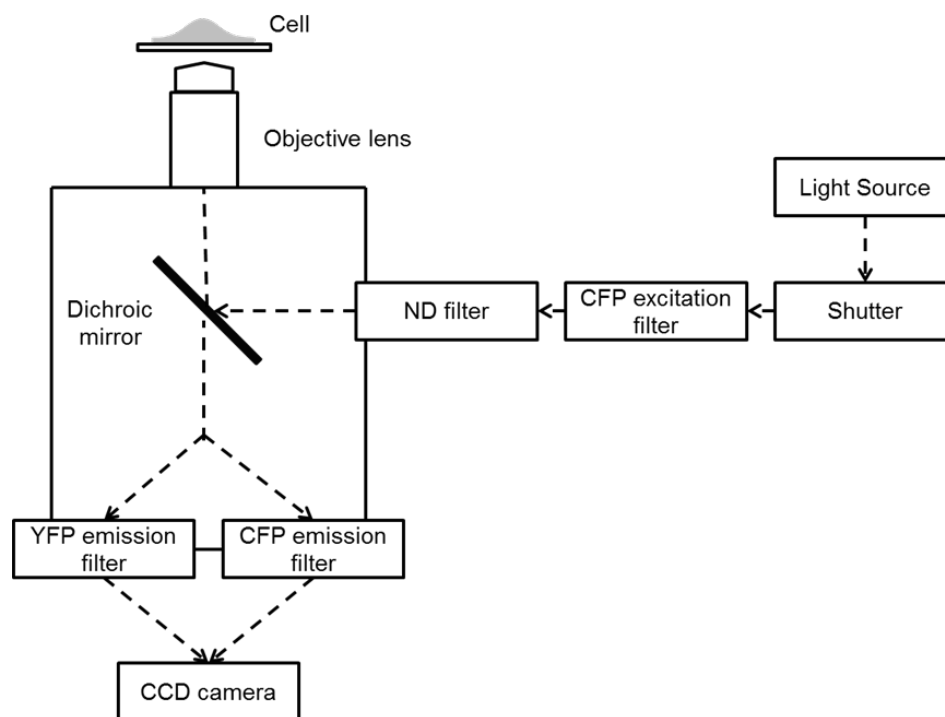 Cell
Objective lens
Light Source
Dichroic
mirror
ND filter
CFP excitation
filter
Shutter
YFP emission
filter
CFP emission
filter
CCD camera